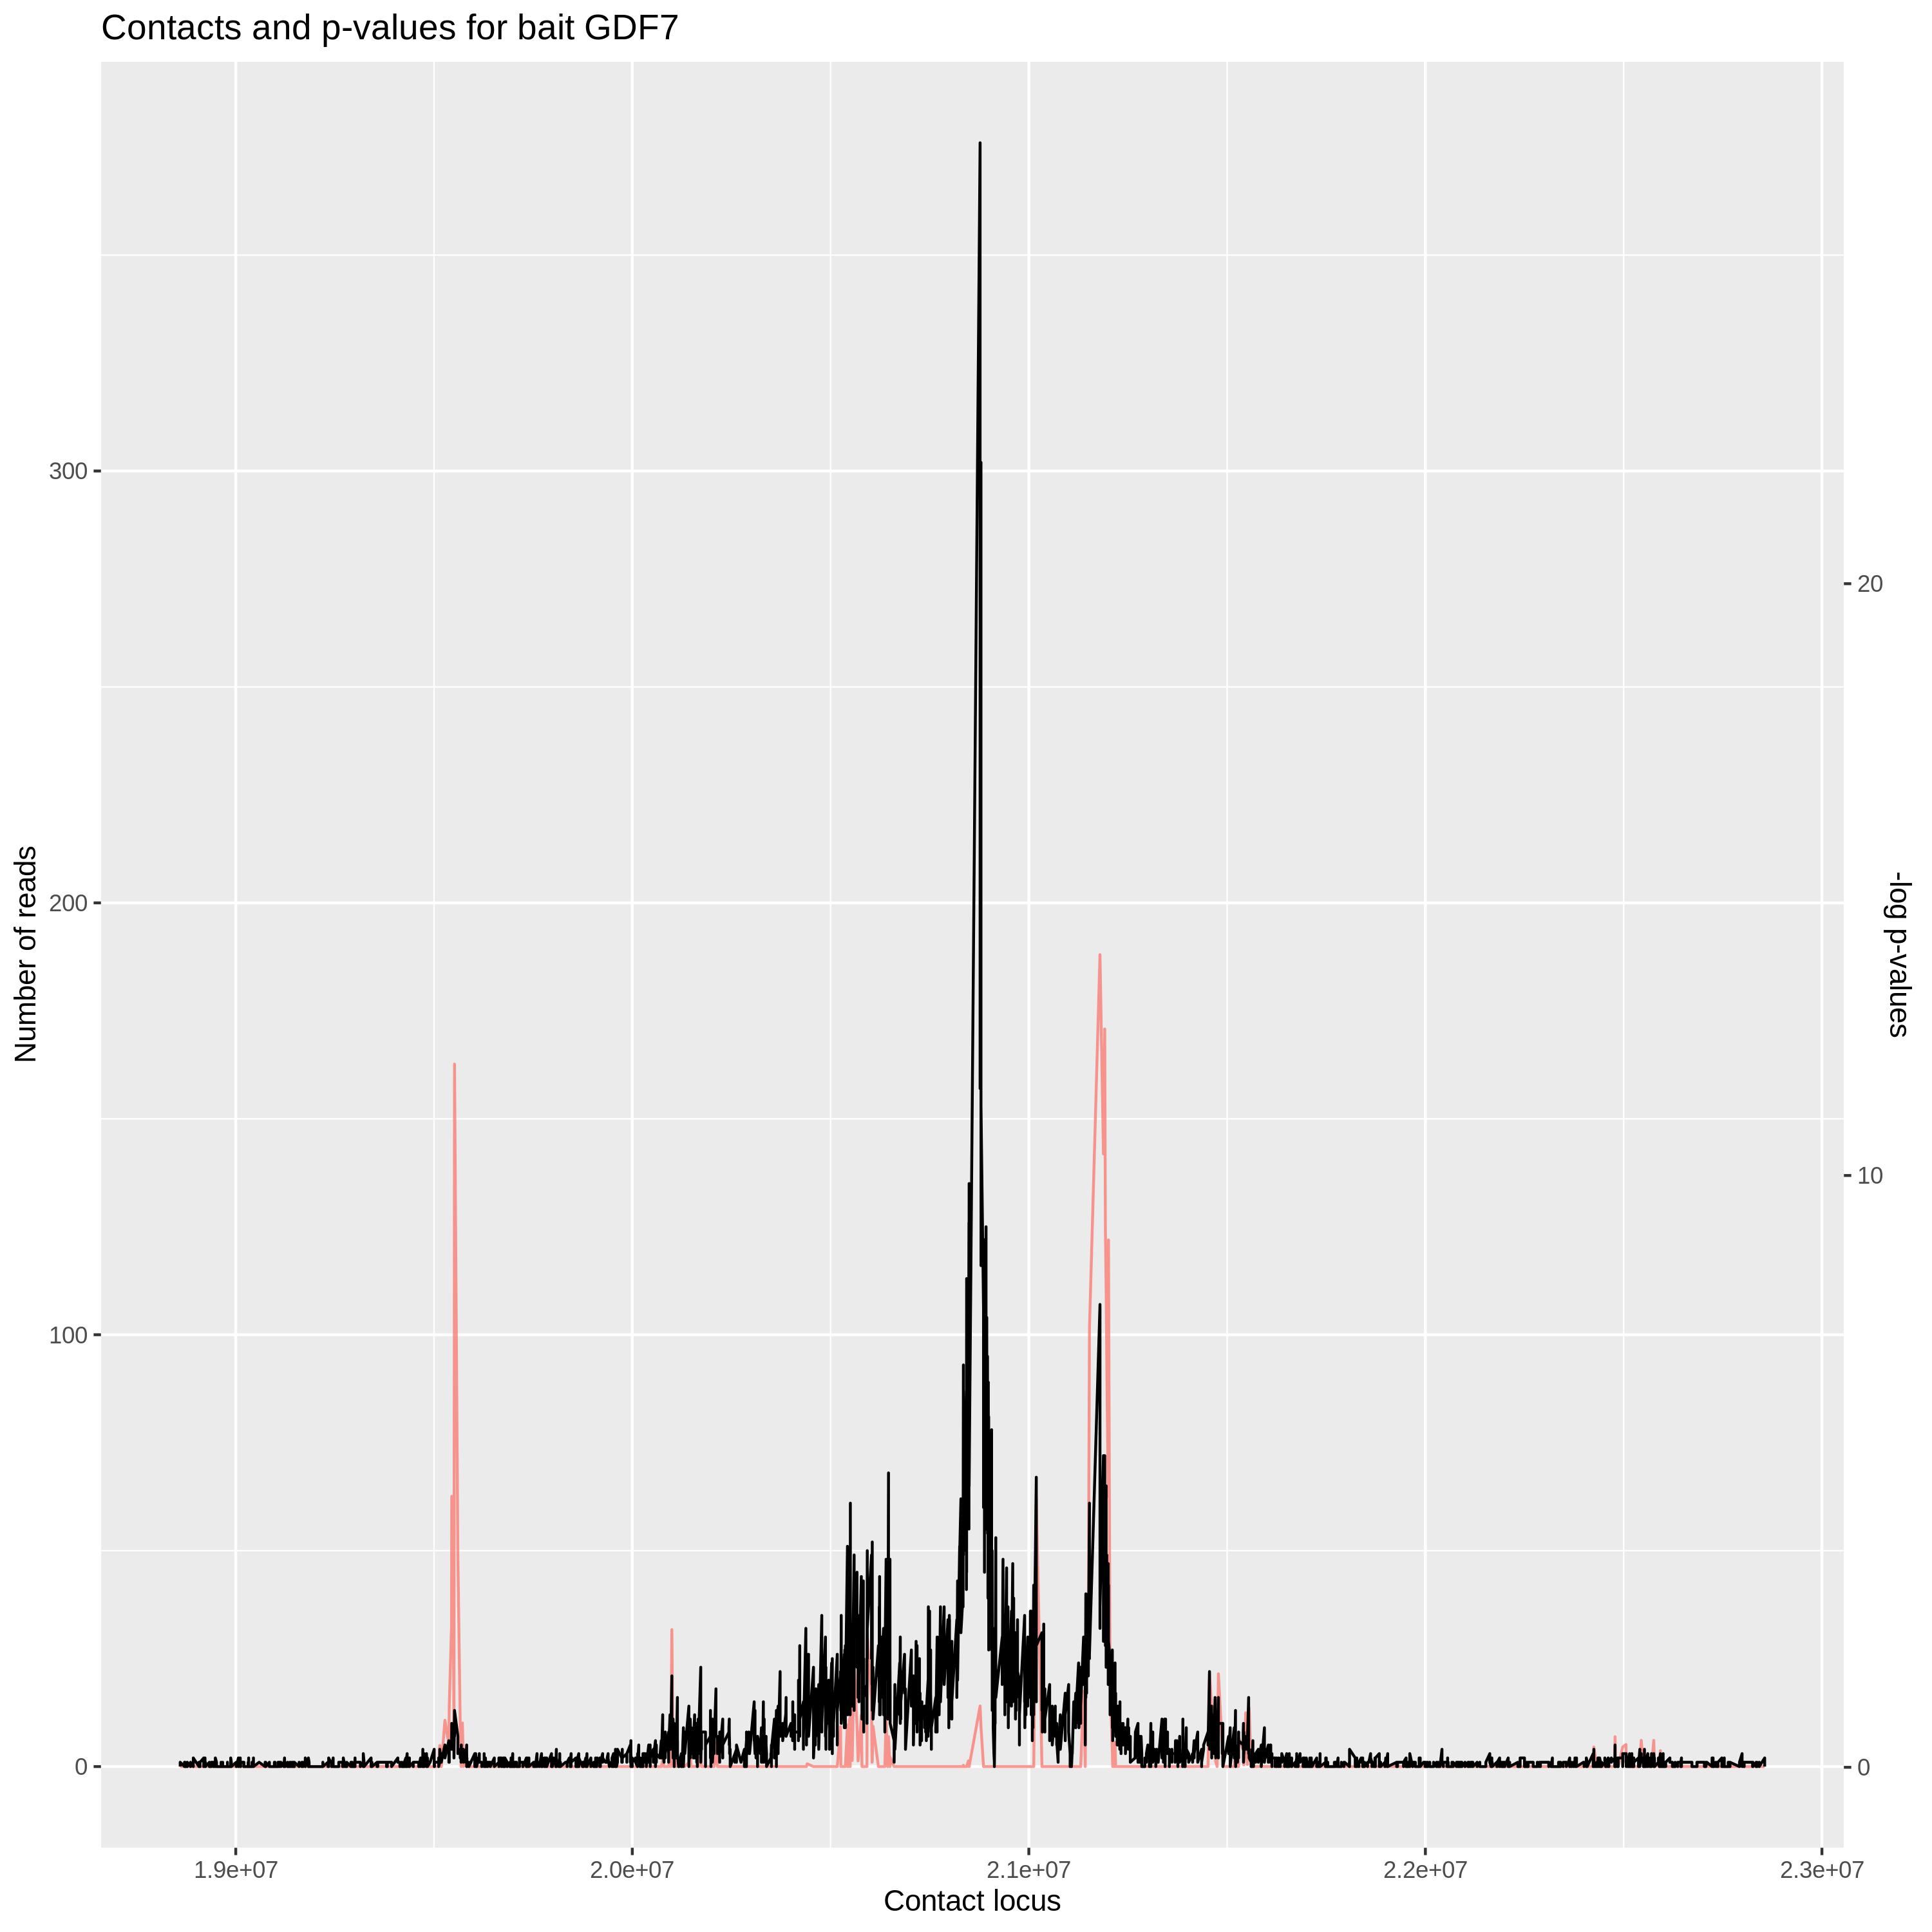 Contacts and p-values for bait GDF7
300
200
100
0
Number of reads
20
10
0
-log p-values
1.9e+07
2.0e+07
2.1e+07
2.2e+07
2.3e+07
Contact locus